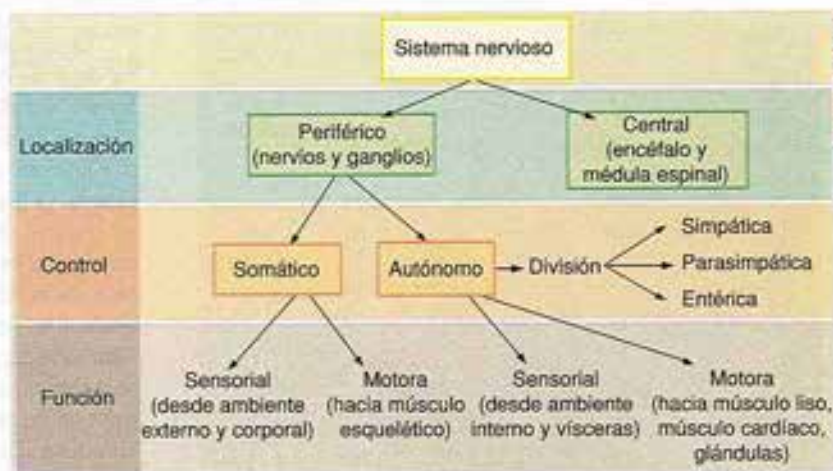 Sistema nervioso
Localización
Periférico
(nervios y ganglios)
Central
(encéfalo y
médula espinal)
Control
Somático
Autónomo
División
Simpática
Parasimpática
Entérica
Función
Sensorial
(desde ambiente
externo y corporal)
Motora
(hacia músculo
esquelético)
Sensorial
(desde ambiente
interno y vísceras)
Motora
(hacia músculo liso,
músculo cardíaco,
glándulas)